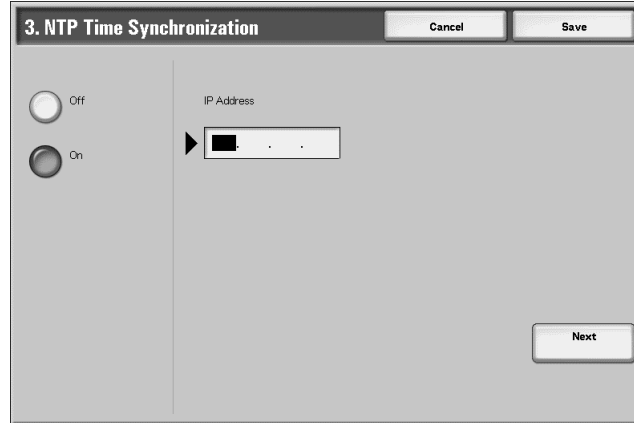 3. NTP Time Synchronization
Cancel
Save
Off
IP Address
On
. . .
Next